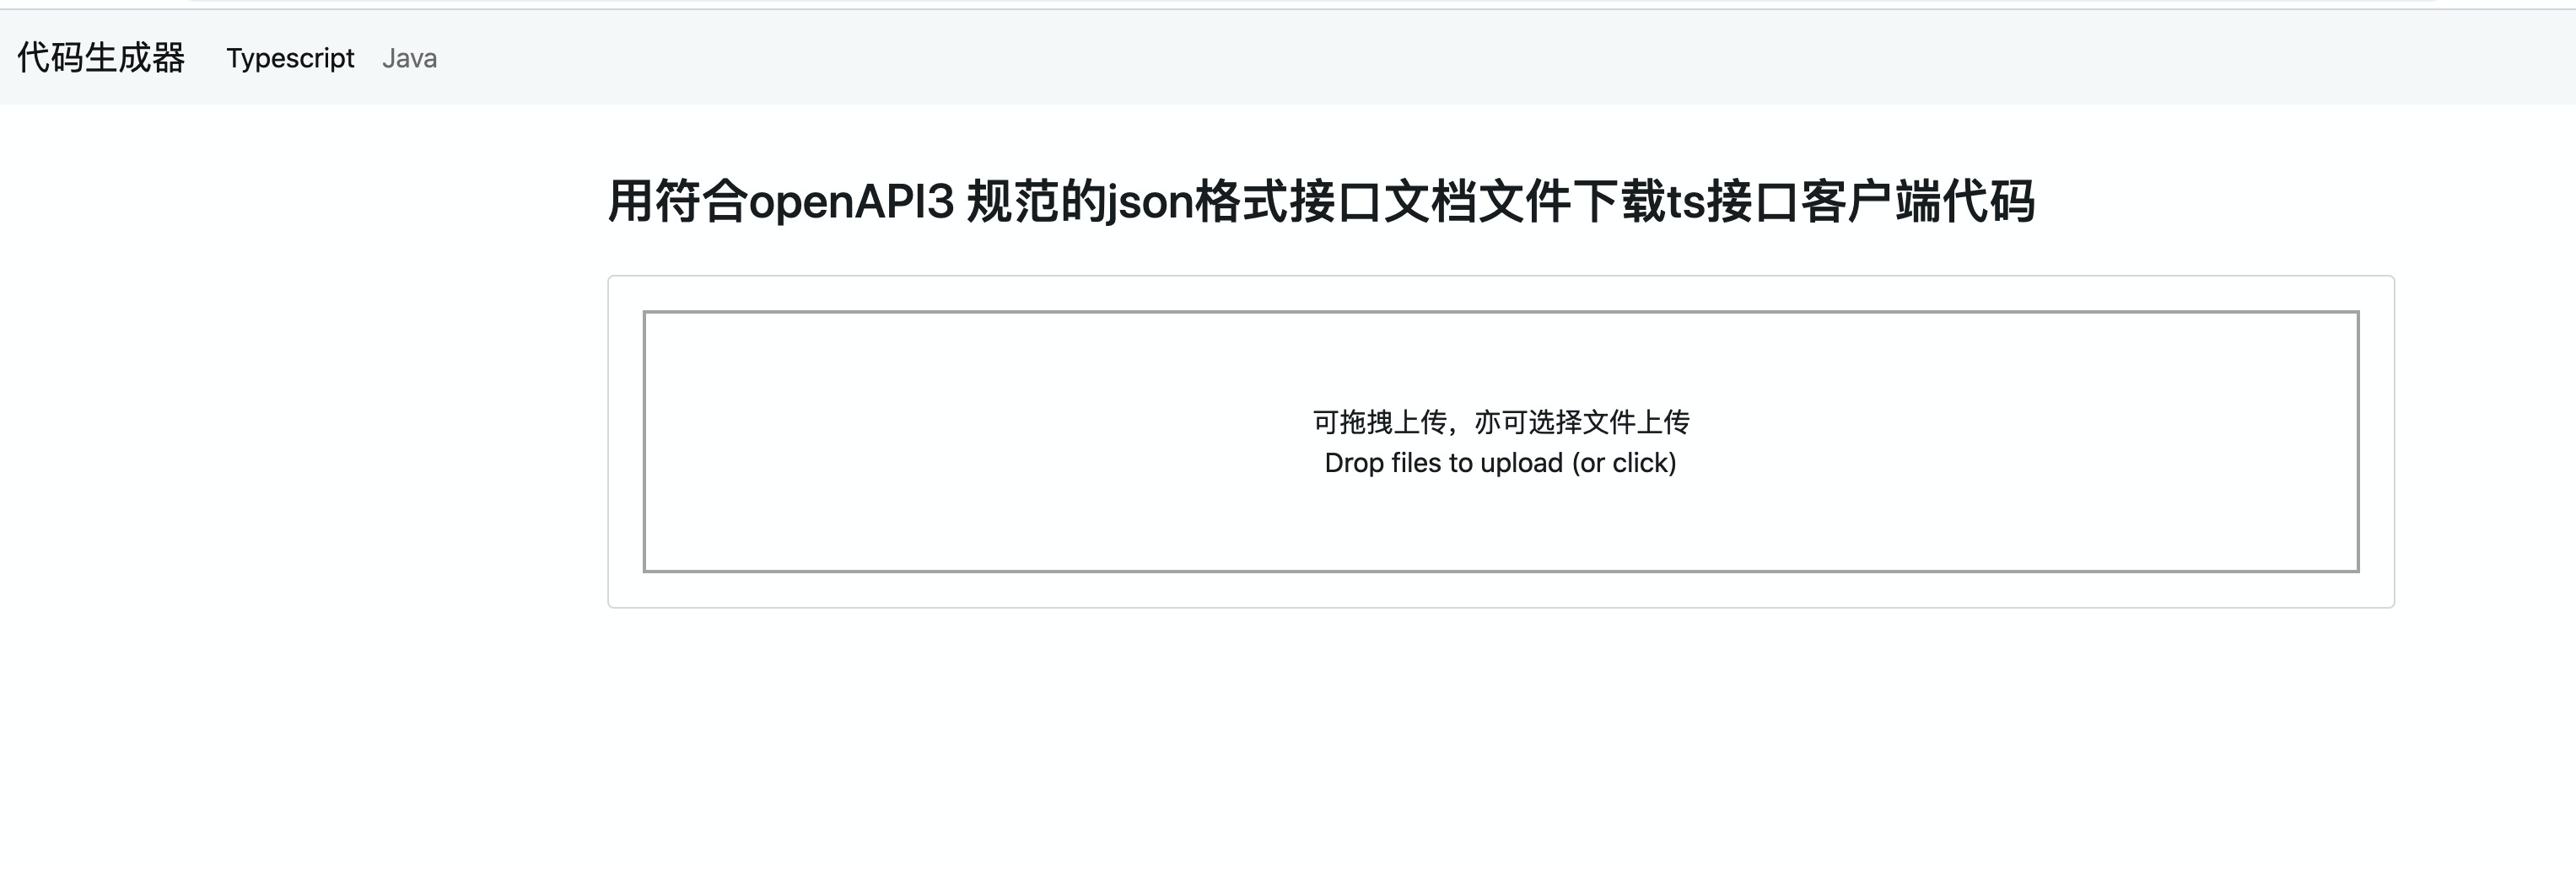 代码生成器 Typescript Java
用符合openAPI3 规范的json格式接口文档文件下载ts接口客户端代码
可拖拽上传，亦可选择文件上传
Drop files to upload (or click)